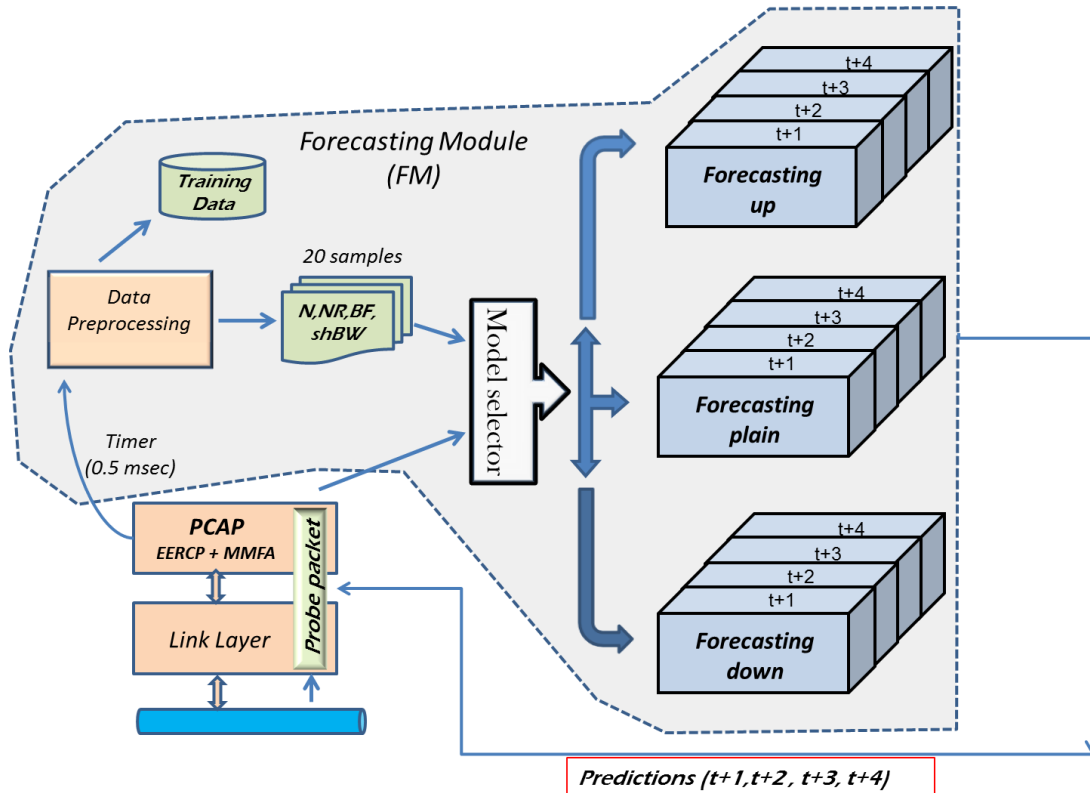 Forecasting Module
(FM)
Training
Data
20 samples
Data
Preprocessing
N,NR,BF,
shBW
Model selector
Timer
(0.5 msec)
PCAP
EERCP + MMFA
Probe packet
Link Layer
t+4
t+3
t+2
t+1
Forecasting
up
t+4
t+3
t+2
t+1
Forecasting
plain
t+4
t+3
t+2
t+1
Forecasting
down
Predictions (t+1,t+2 , t+3, t+4)